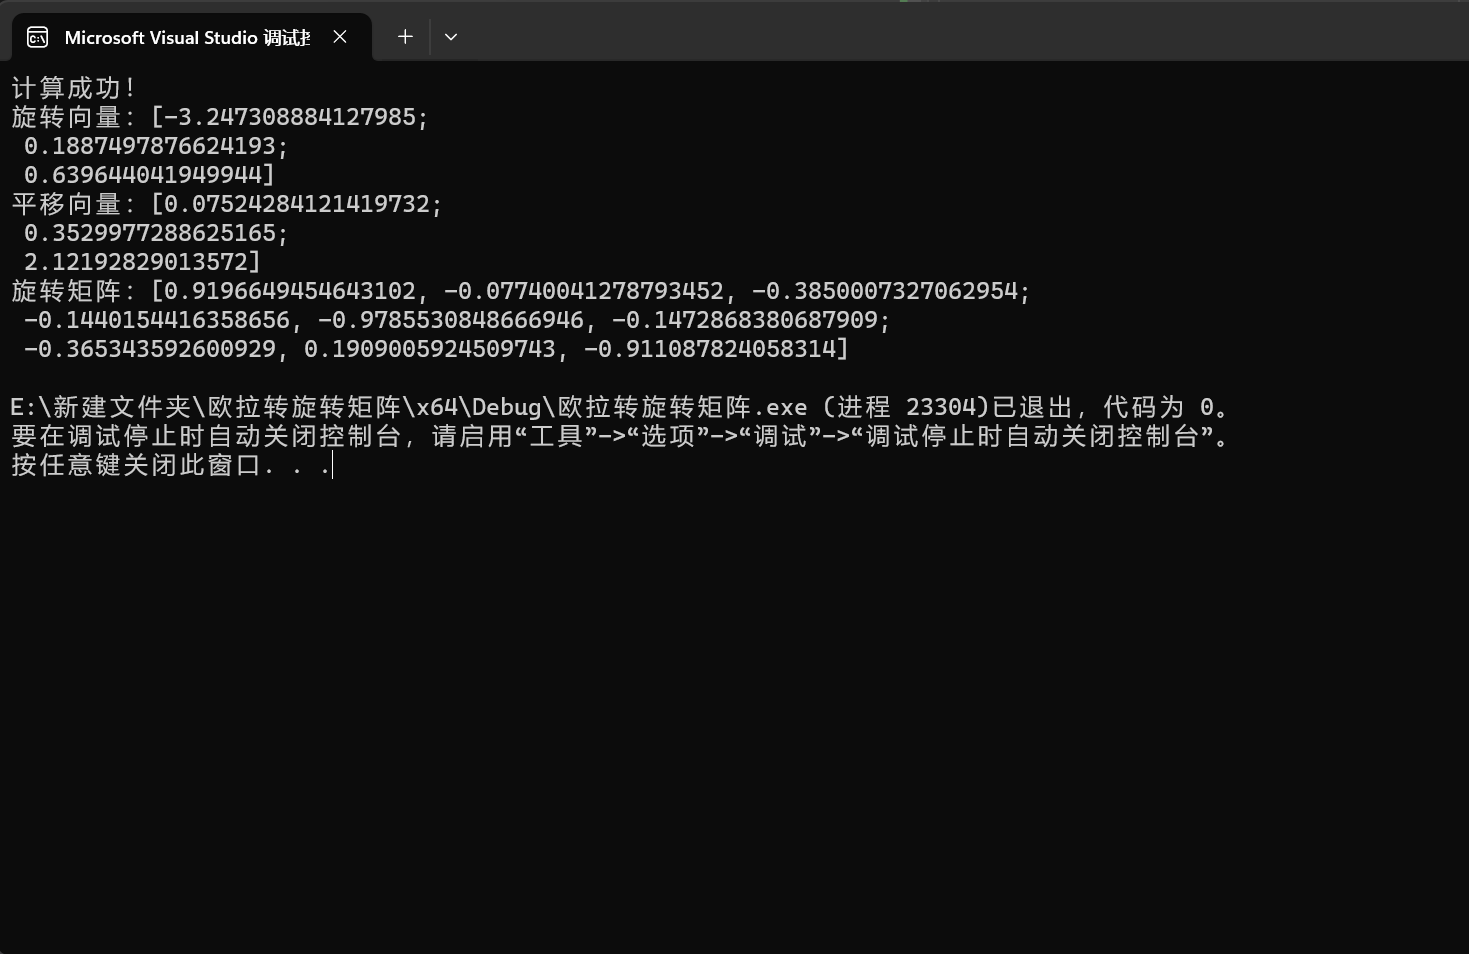 Microsoft Visual Studio 调试
计算成功！
旋转向量：[-3.247308884127985;
0.1887497876624193;
0.639644041949944]
平移向量：[0.07524284121419732;
0.35299772886251​65;
2.12192829013572]
旋转矩阵：[0.9196649454643102, -0.07740041278793452, -0.3850007327062954;
-0.1440154416358656, -0.9785530848666946, -0.1472868380687909;
-0.365343592600929, 0.1909005924509743, -0.911087824058314]
E:\新建文件夹\欧拉转旋转矩阵\x64\Debug\欧拉转旋转矩阵.exe (进程 23304)已退出，代码为 0。
要在调试停止时自动关闭控制台，请启用“工具”->“选项”->“调试”->“调试停止时自动关闭控制台”。
按任意键关闭此窗口. . .